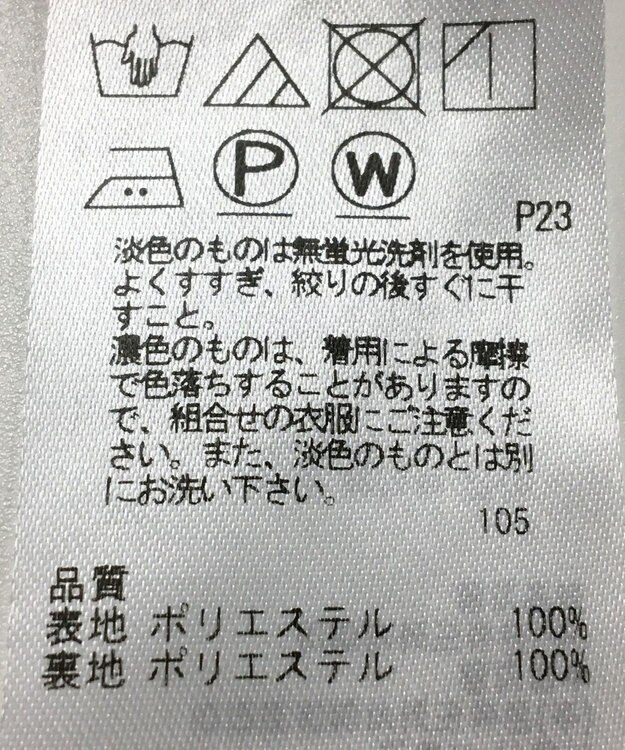 P W
P23
淡色のものは無蛍光洗剤を使用。
よくすすぎ、絞りの後すぐに干
すこと。
濃色のものは、着用による摩擦
で色落ちすることがありますの
で、組合せの衣服にご注意くだ
さい。また、淡色のものとは別
にお洗い下さい。
105
品質
表地 ポリエステル 100%
裏地 ポリエステル 100%